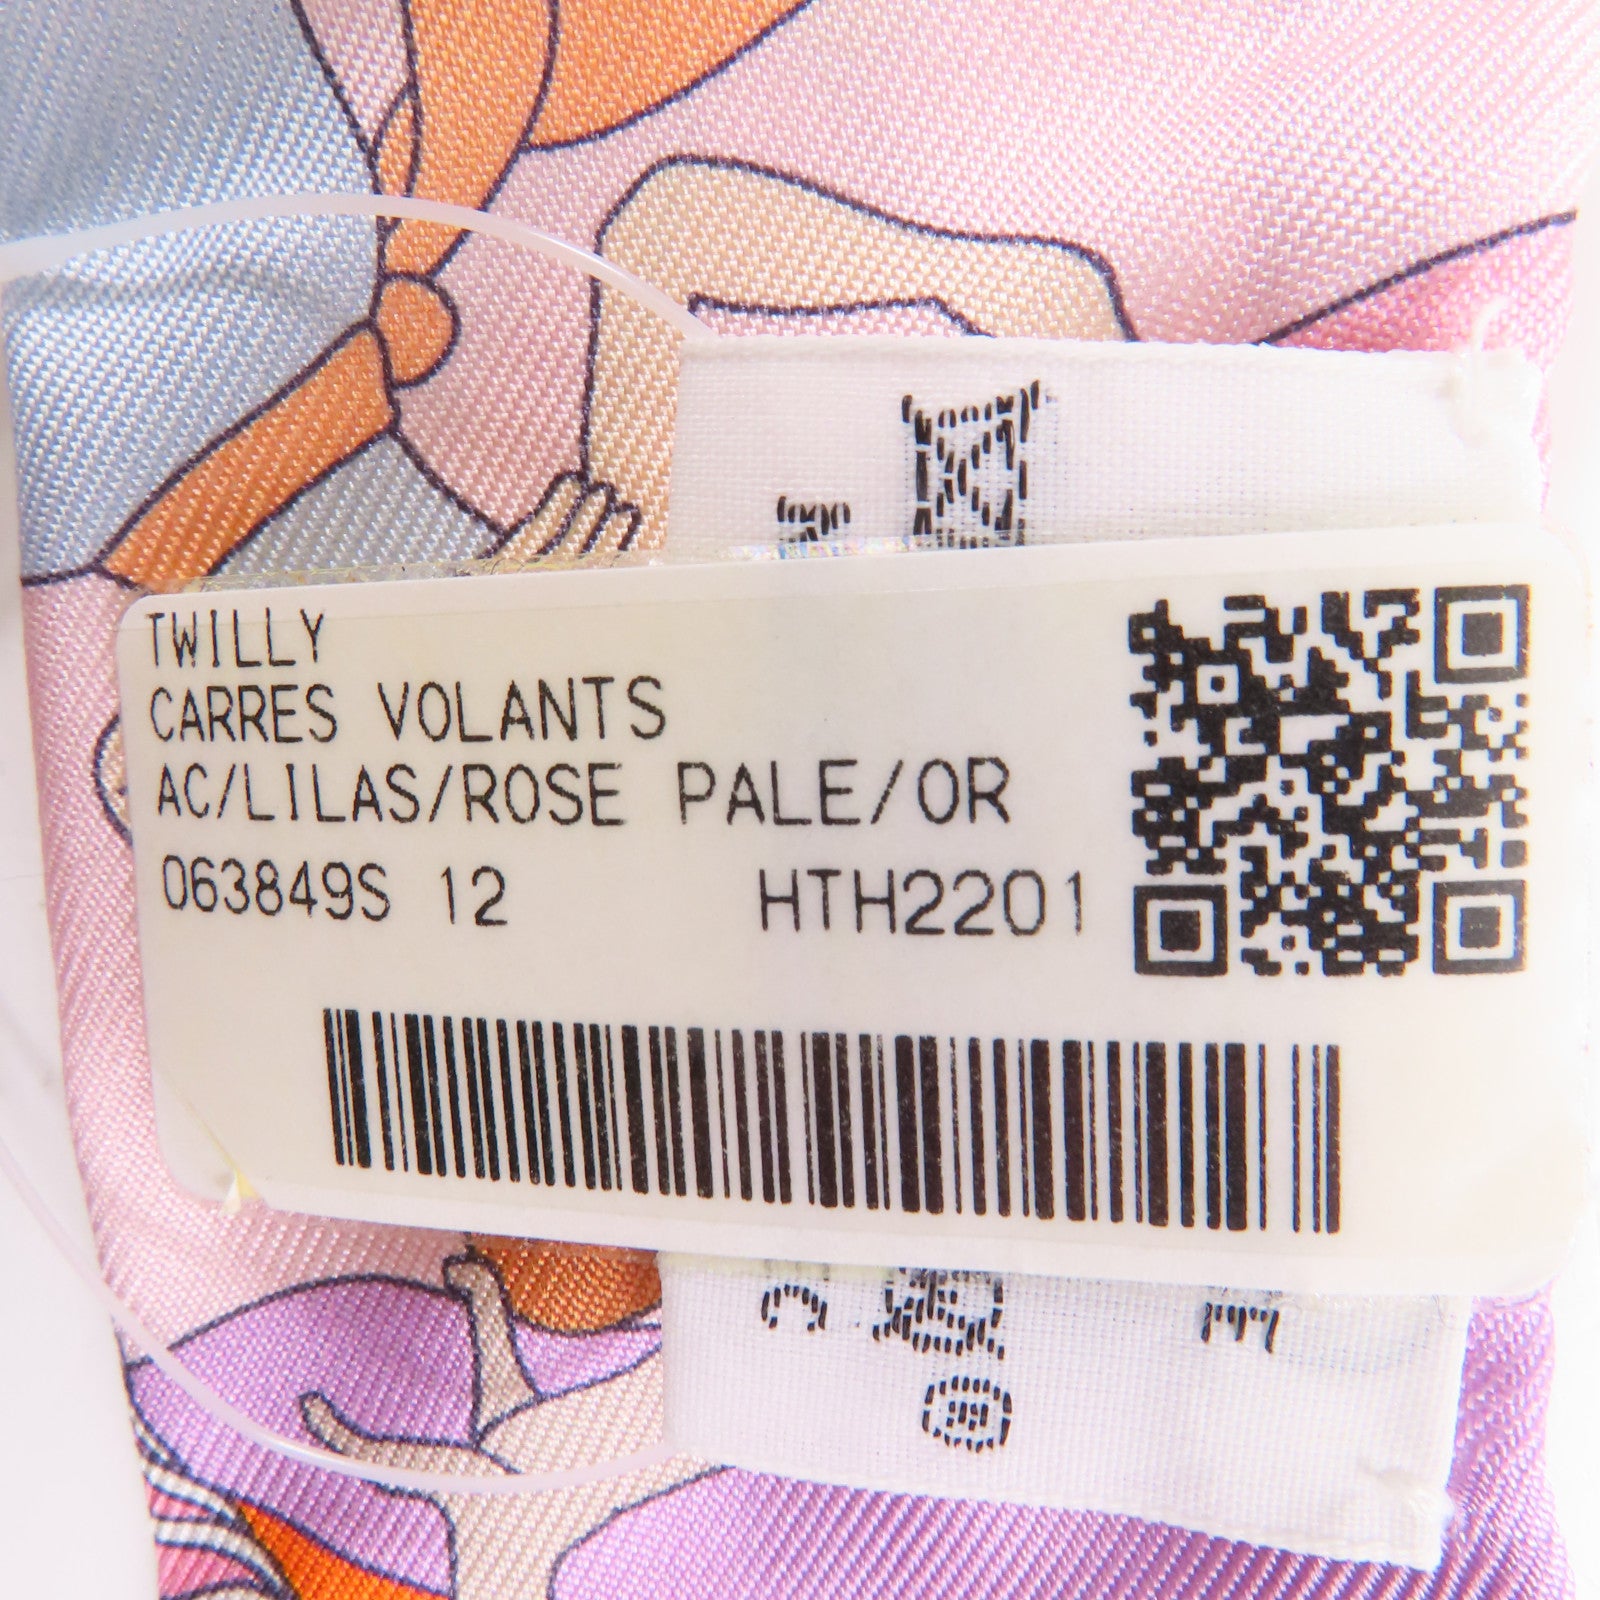 TWILLY
CARRES VOLANTS
AC/LILAS/ROSE PALE/OR
063849S 12 HTH2201